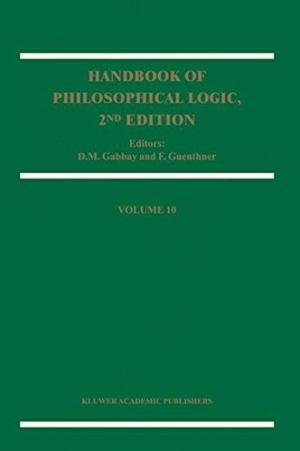 HANDBOOK OF
PHILOSOPHICAL LOGIC,
2ND EDITION
Editors:
D.M. Gabbay and F. Guenthner
VOLUME 10
KLUWER ACADEMIC PUBLISHERS